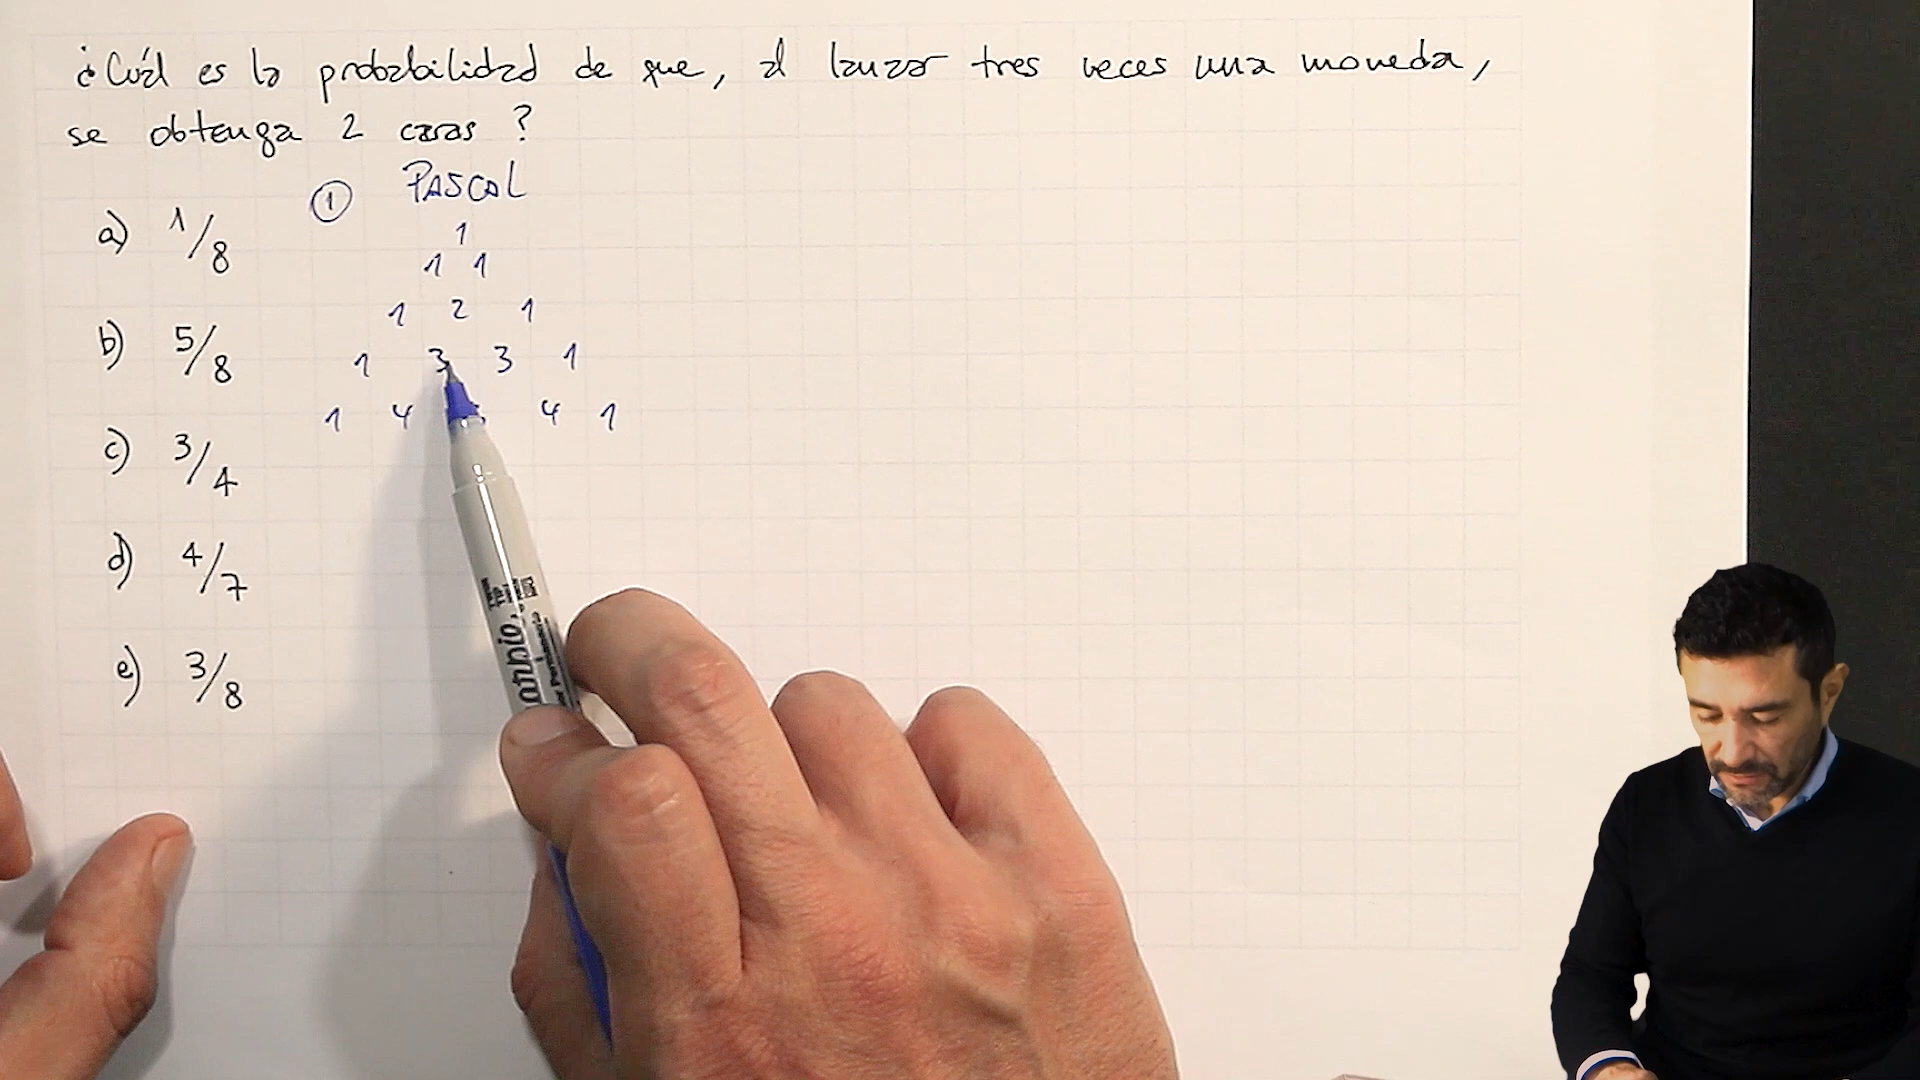 ¿Cuál es la probabilidad de que, al lanzar tres veces una moneda,
se obtenga 2 caras ?
① PASCAL
1
1 1
1 2 1
1 3 3 1
1 4 4 1
a) 1/8
b) 5/8
c) 3/4
d) 4/7
e) 3/8